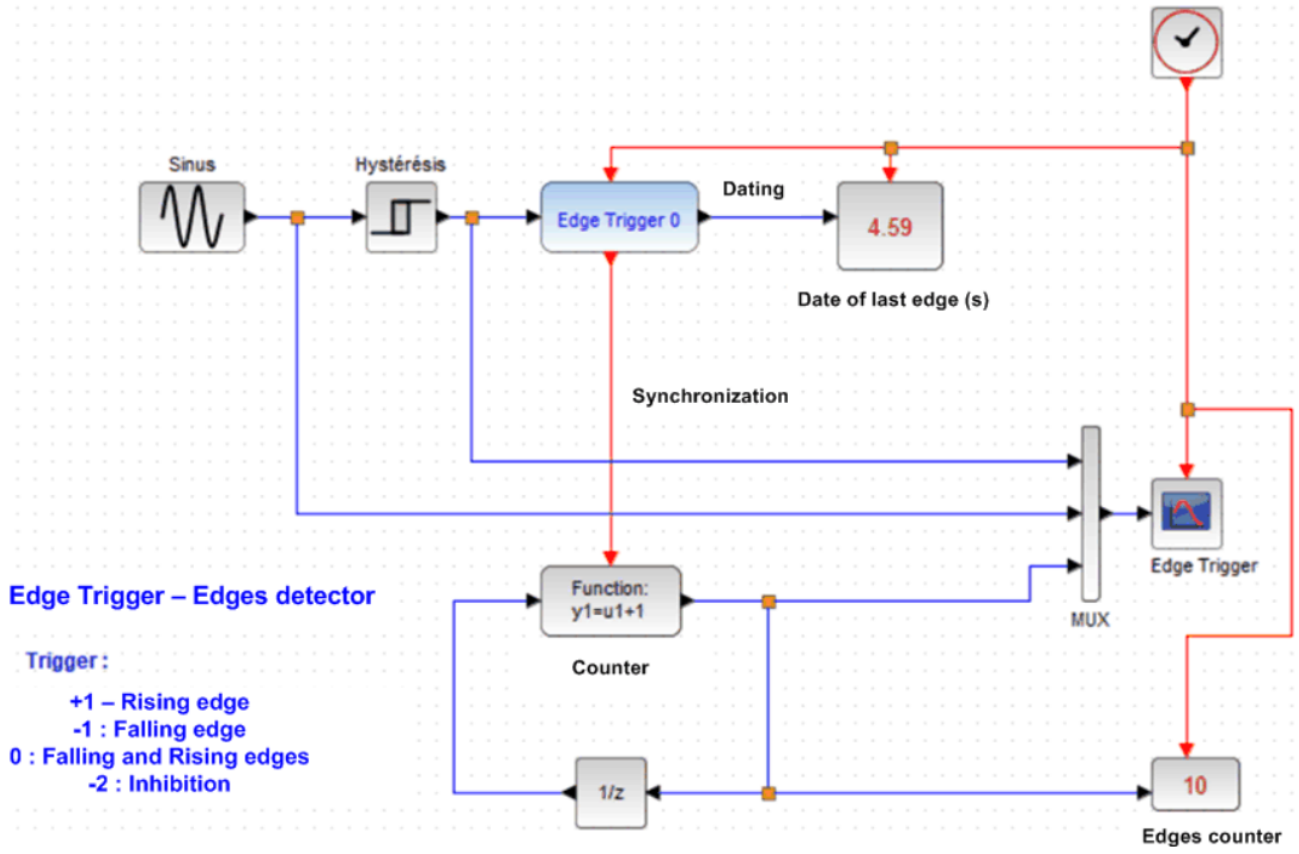 Sinus
Hystérésis
Edge Trigger 0
Dating
4.59
Date of last edge (s)
Synchronization
Edge Trigger
Edge Trigger – Edges detector
Function:
y1=u1+1
MUX
Trigger :
Counter
+1 – Rising edge
-1 : Falling edge
0 : Falling and Rising edges
-2 : Inhibition
1/z
10
Edges counter